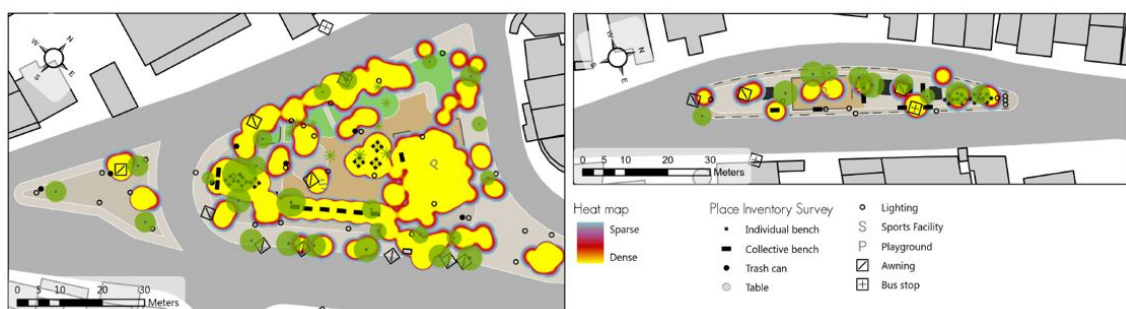 N
W
E
S
P
0 5 10 20 30
Meters
N
W
E
S
0 5 10 20 30
Meters
Heat map
Sparse
Dense
Place Inventory Survey
Individual bench
Collective bench
Trash can
Table
Lighting
S Sports Facility
P Playground
Awning
Bus stop